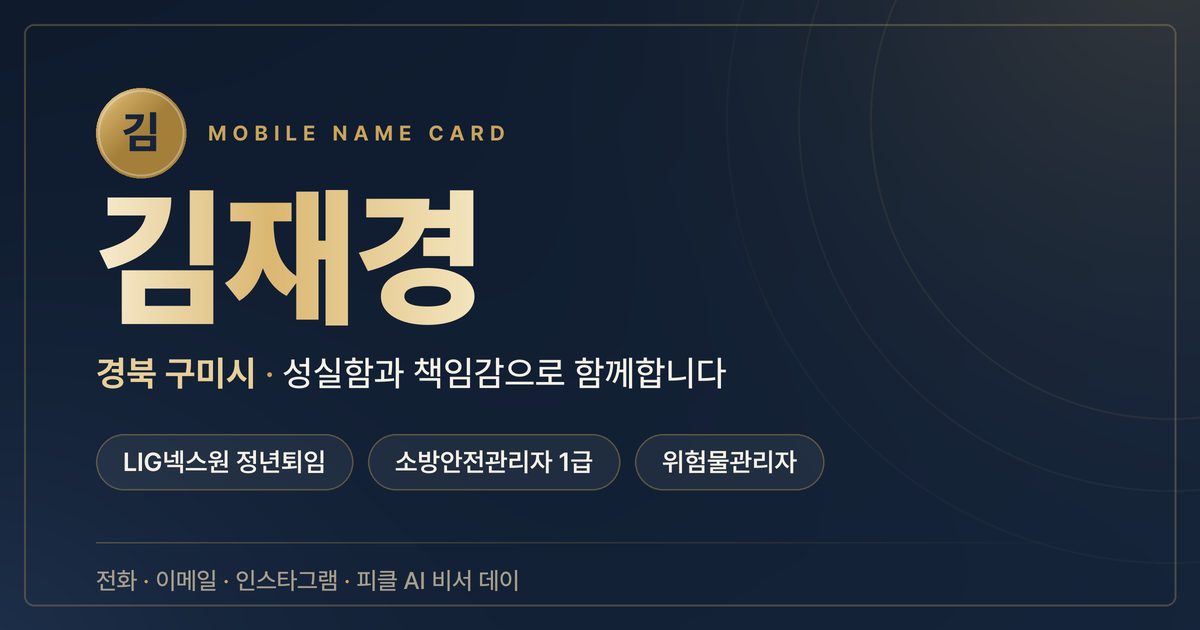 김
MOBILE NAME CARD
김재경
경북 구미시 · 성실함과 책임감으로 함께합니다
LIG넥스원 정년퇴임
소방안전관리자 1급
위험물관리자
전화 · 이메일 · 인스타그램 · 피클 AI 비서 데이